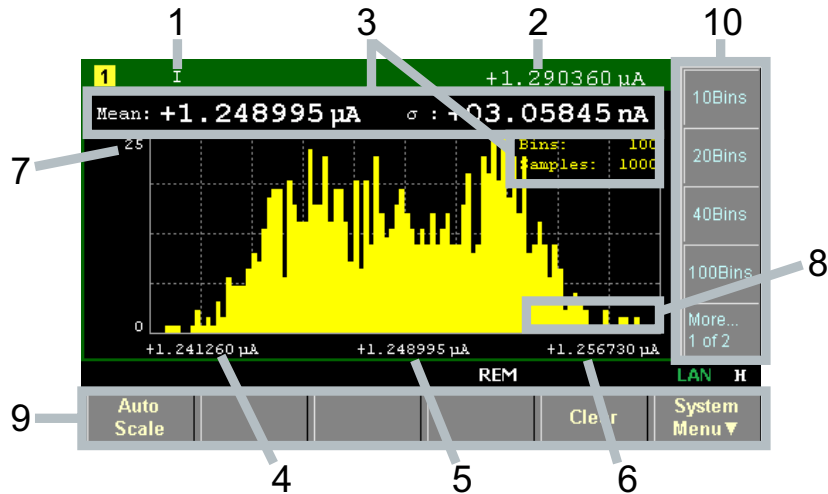 1 3 2 10
1 I +1.290360 μA
Mean: +1.248995 μA σ : +03.05845 nA
10Bins
25
Bins: 100
Samples: 1000
7
20Bins
40Bins
8
100Bins
0
More...
1 of 2
+1.241260 μA +1.248995 μA +1.256730 μA
REM LAN H
9
Auto
Scale
Clear
System
Menu▼
4 5 6